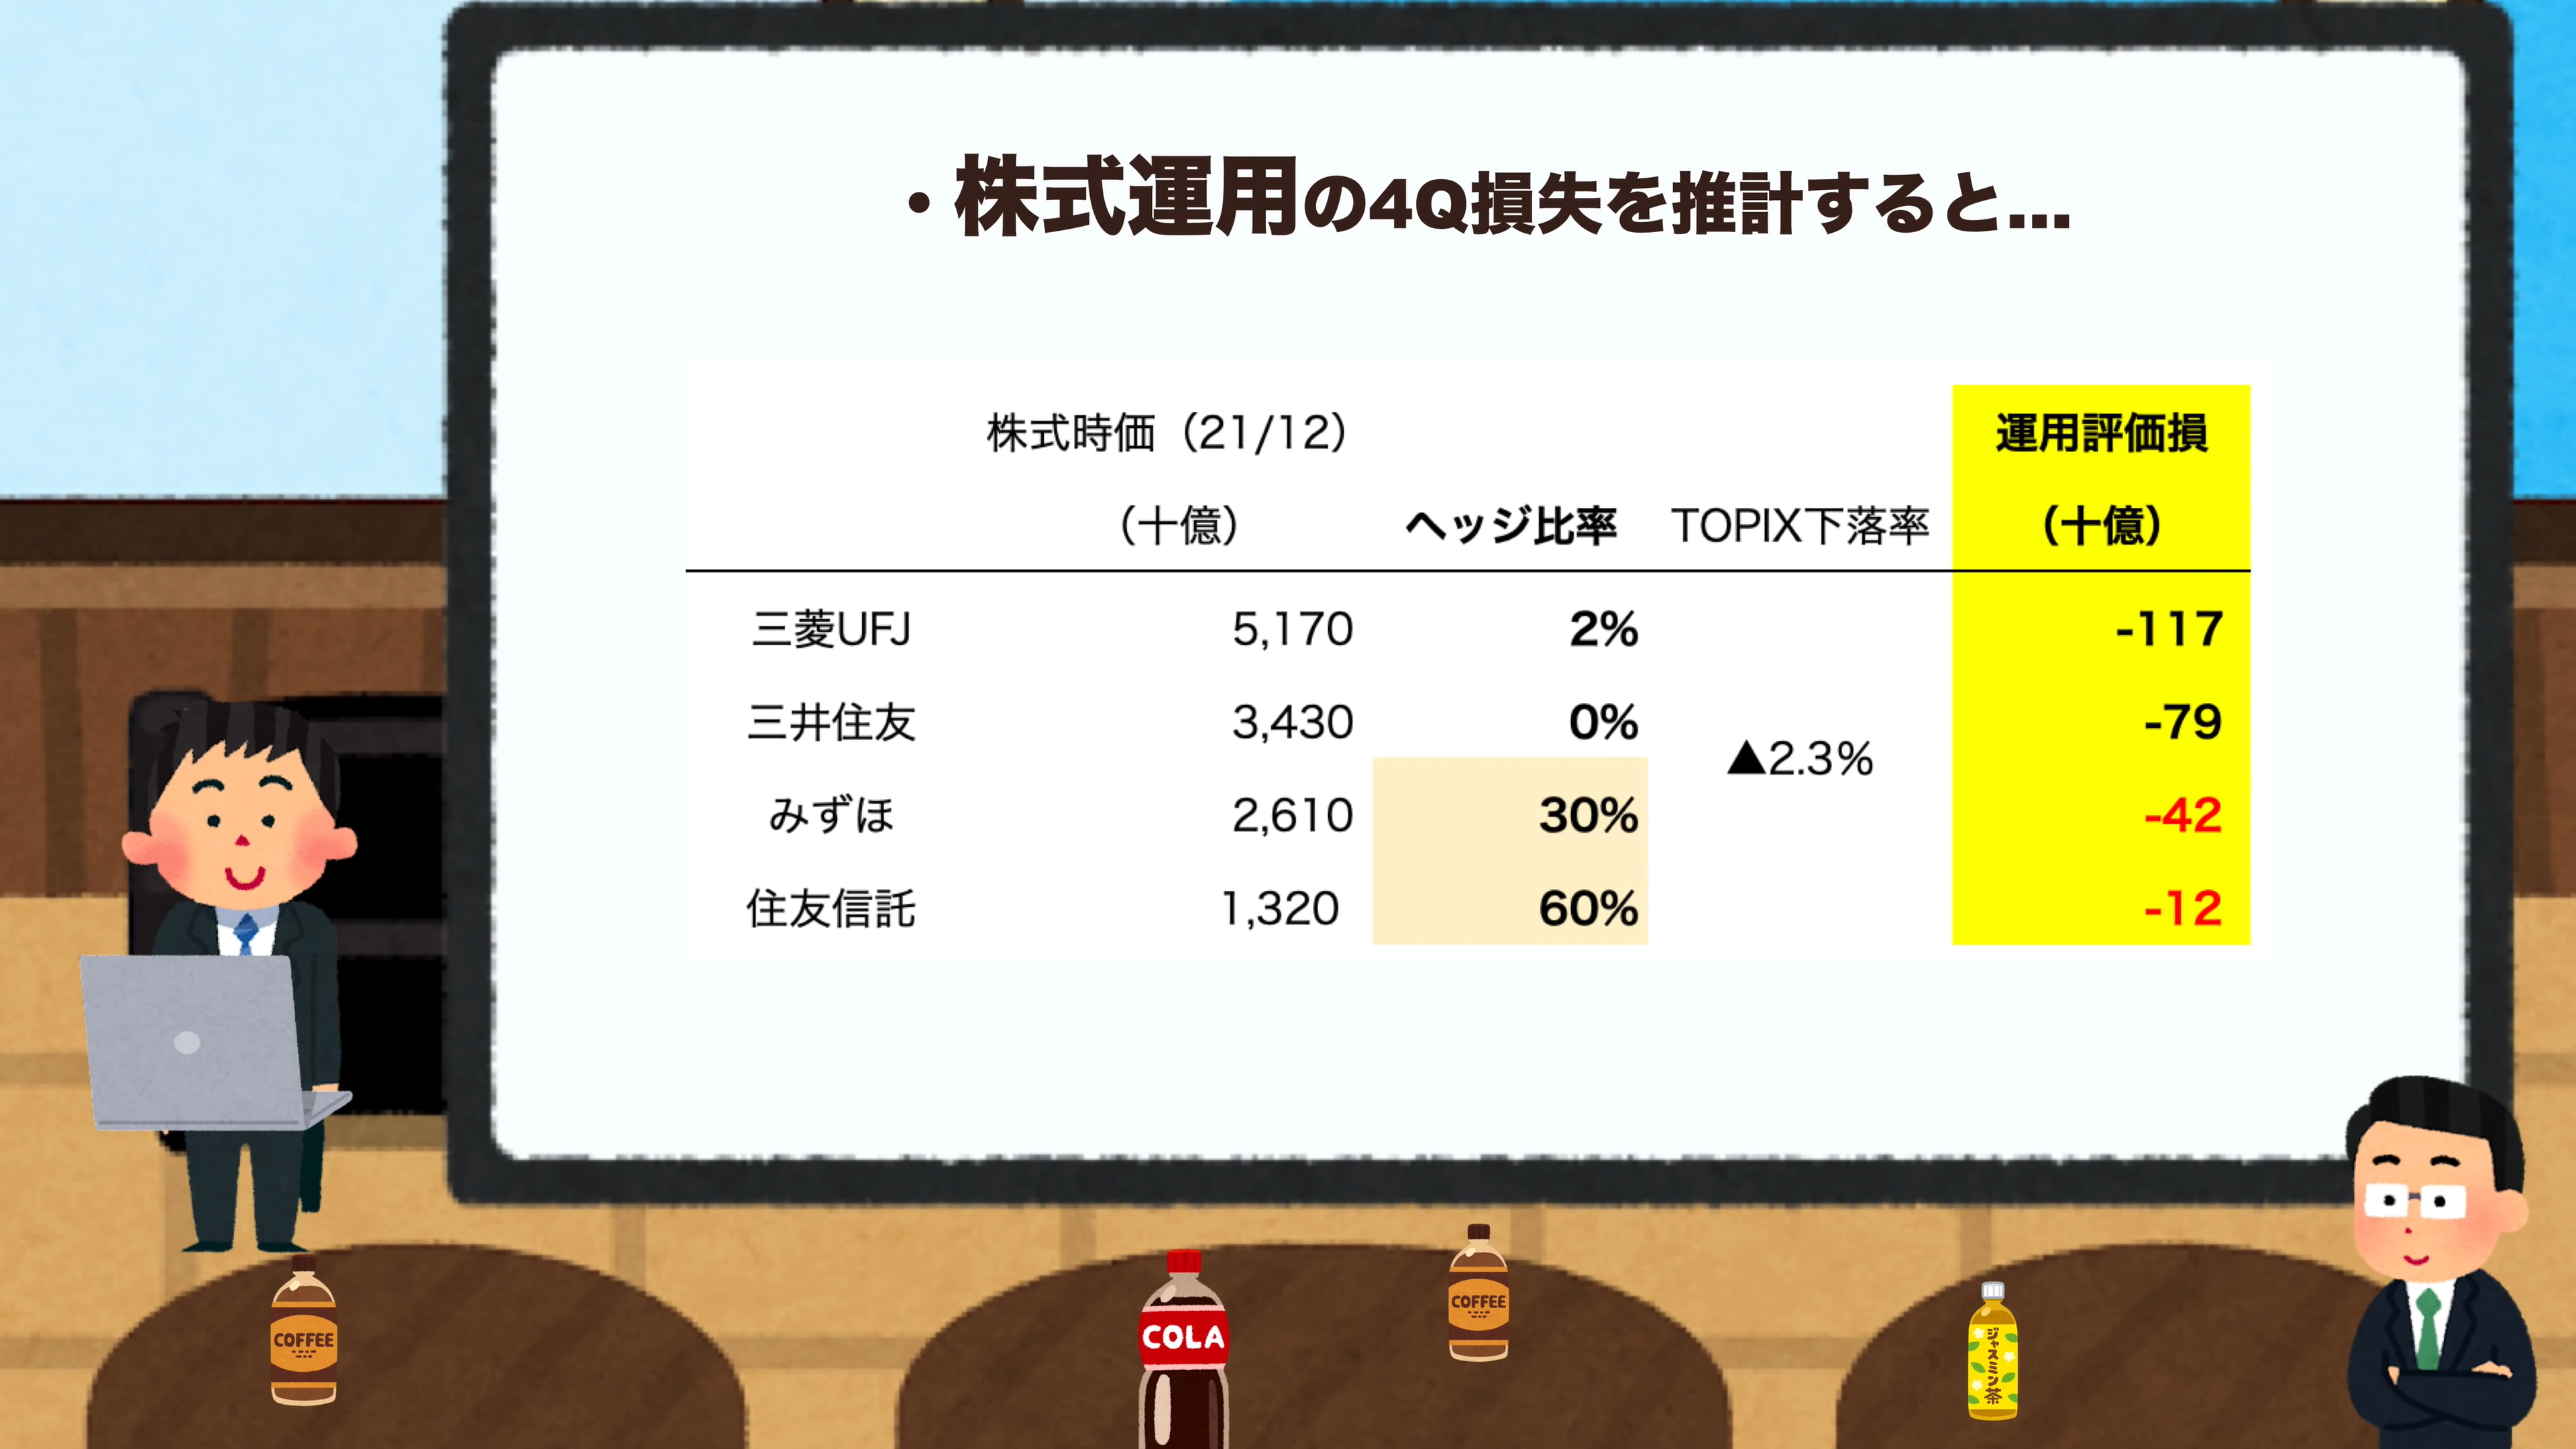 ・株式運用の4Q損失を推計すると...
株式時価（21/12） 運用評価損
（十億） ヘッジ比率 TOPIX下落率 （十億）
三菱UFJ 5,170 2% -117
三井住友 3,430 0% -79
▲2.3%
みずほ 2,610 30% -42
住友信託 1,320 60% -12
COFFEE
COLA
COFFEE
ジャスミン茶